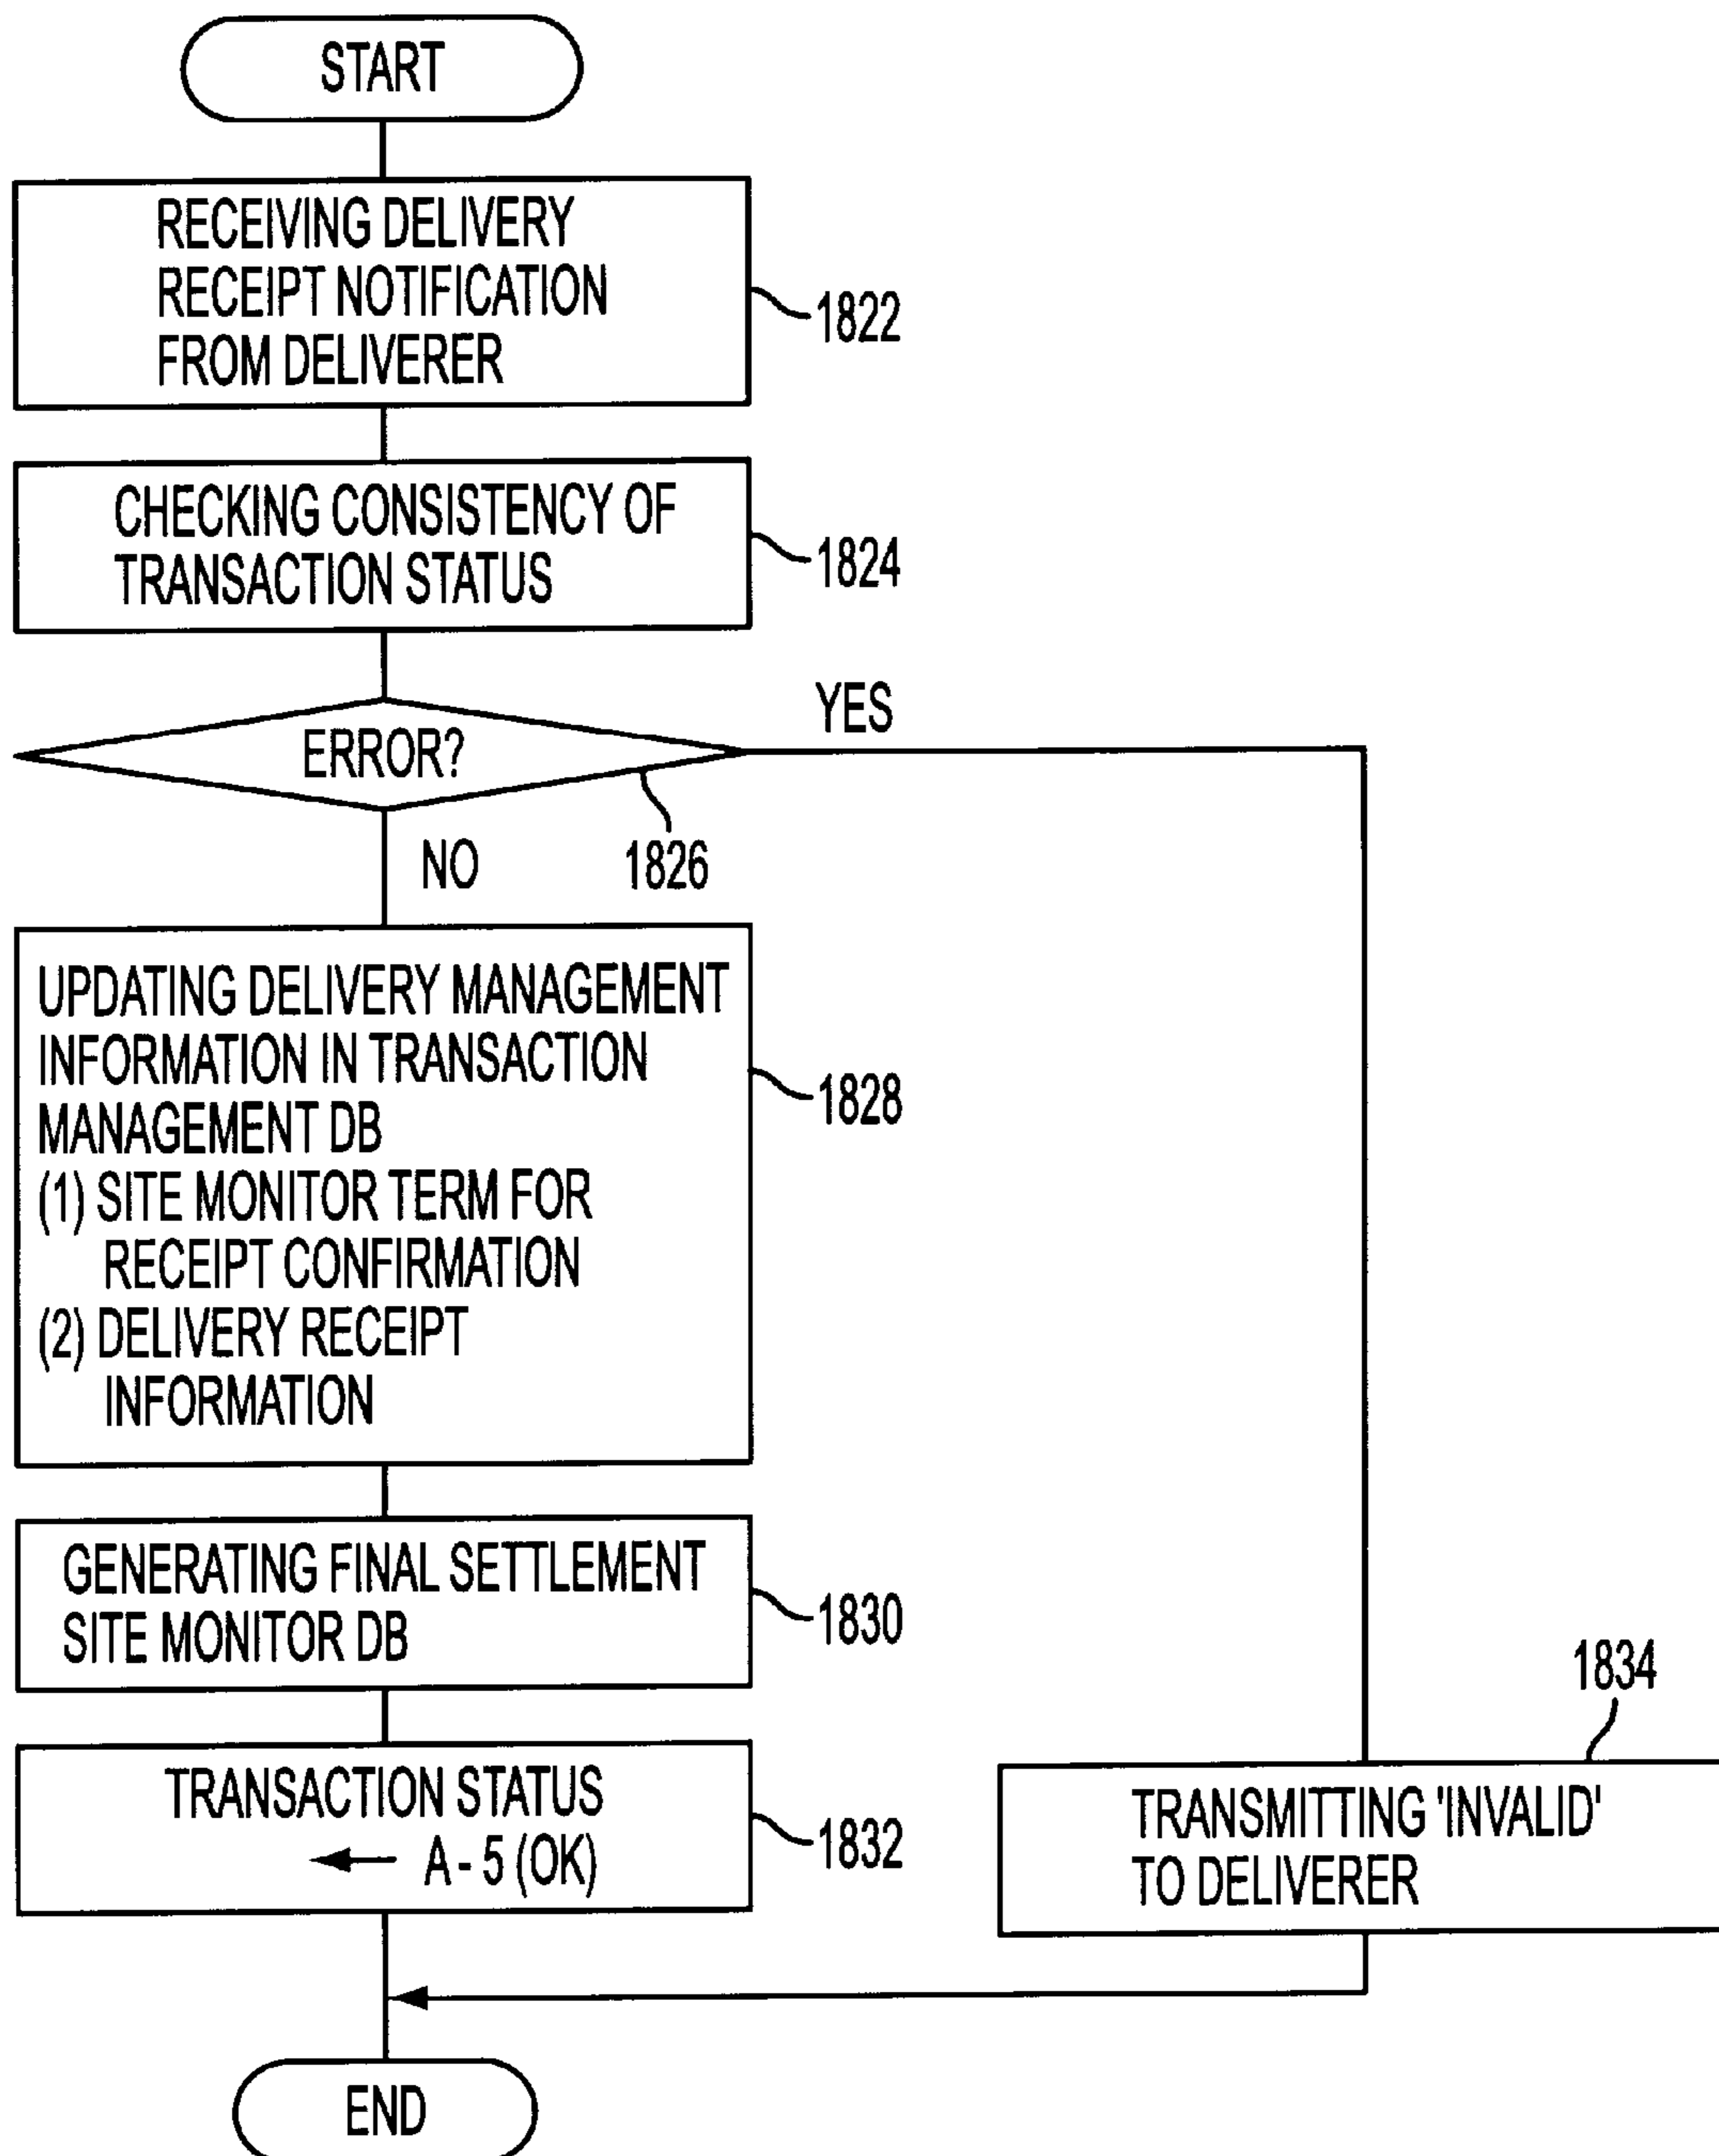 START
RECEIVING DELIVERY
RECEIPT NOTIFICATION
FROM DELIVERER
1822
CHECKING CONSISTENCY OF
TRANSACTION STATUS
1824
ERROR?
YES
1826
NO
UPDATING DELIVERY MANAGEMENT
INFORMATION IN TRANSACTION
MANAGEMENT DB
(1) SITE MONITOR TERM FOR
RECEIPT CONFIRMATION
(2) DELIVERY RECEIPT
INFORMATION
1828
GENERATING FINAL SETTLEMENT
SITE MONITOR DB
1830
TRANSACTION STATUS
← A - 5 (OK)
1832
1834
TRANSMITTING 'INVALID'
TO DELIVERER
END